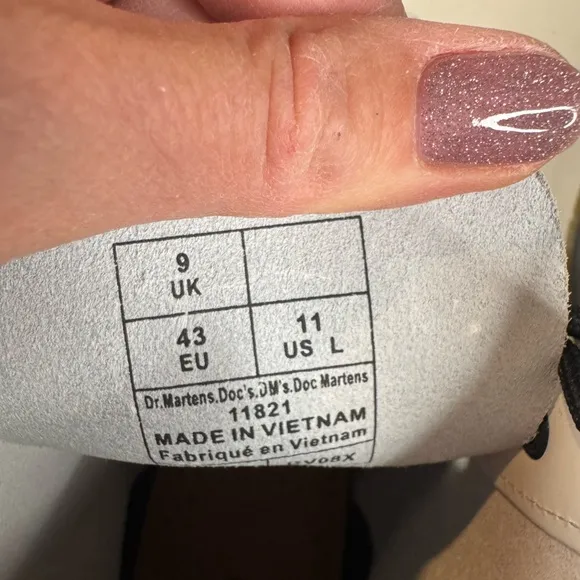 9
UK
43
EU
11
US L
Dr.Martens.Doc's.DM's.Doc Martens
11821
MADE IN VIETNAM
Fabriqué en Vietnam